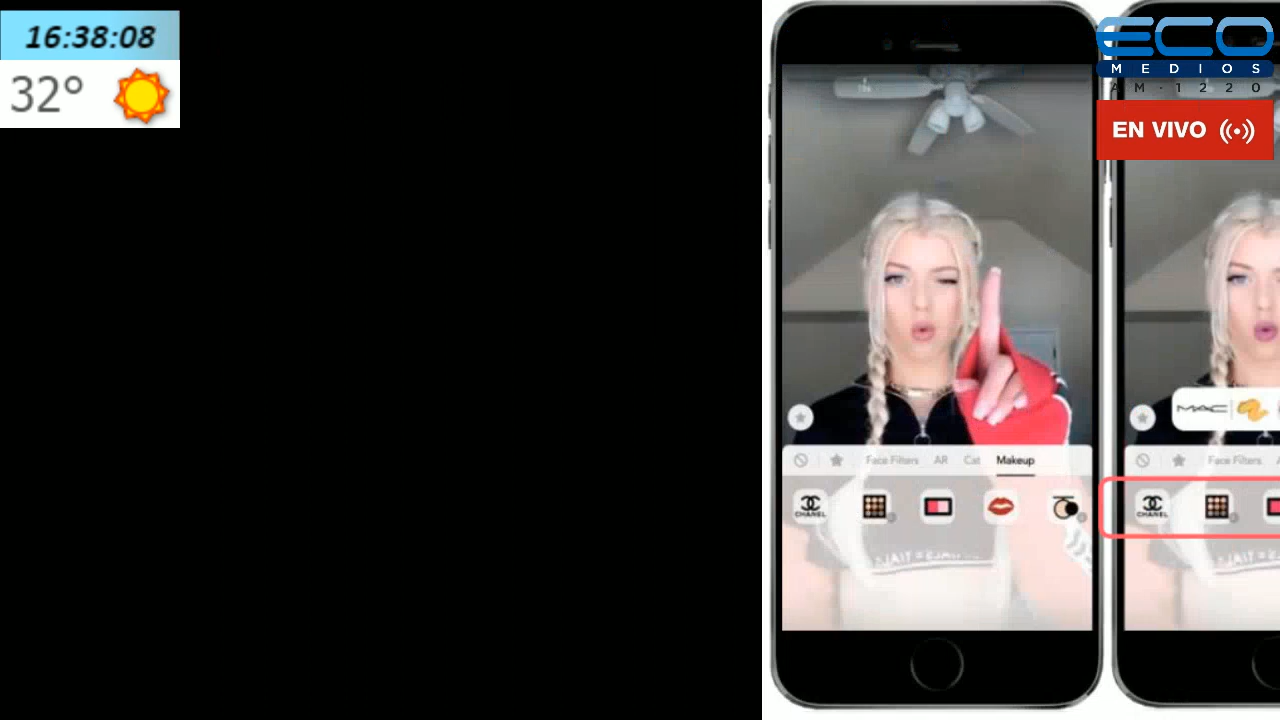 16:38:08
32°
ECO
MEDIOS
AM·1220
EN VIVO
MAC
Face Filters AR Cat Makeup
Face Filters
CHANEL
CHANEL